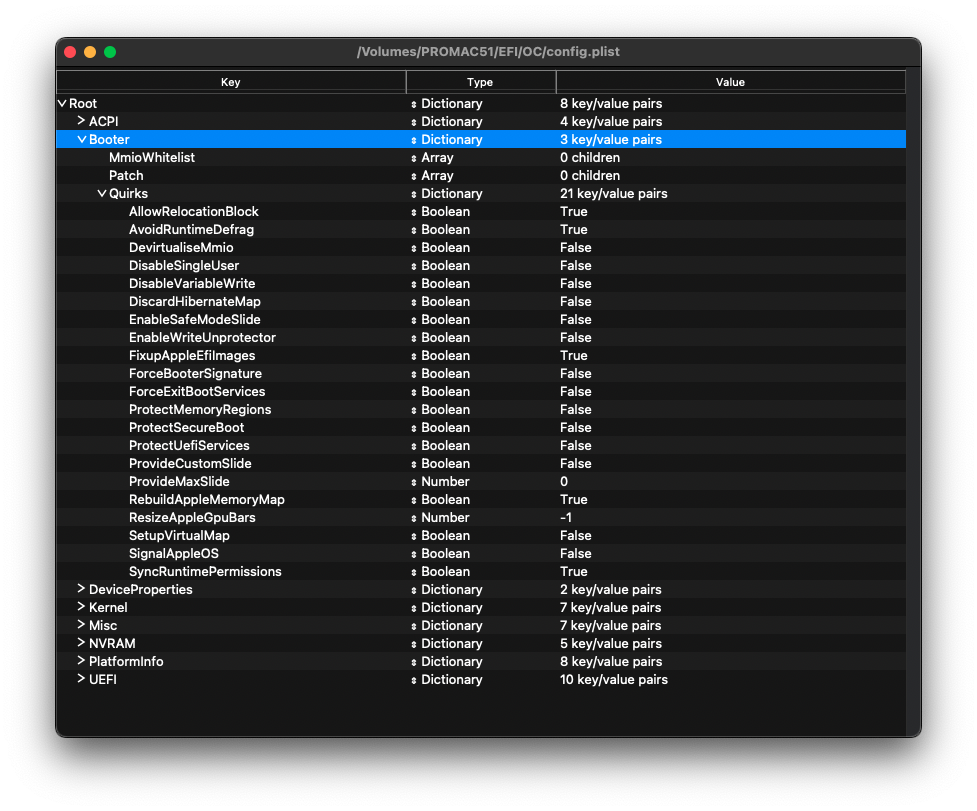 /Volumes/PROMAC51/EFI/OC/config.plist
Key Type Value
Root Dictionary 8 key/value pairs
ACPI Dictionary 4 key/value pairs
Booter Dictionary 3 key/value pairs
MmioWhitelist Array 0 children
Patch Array 0 children
Quirks Dictionary 21 key/value pairs
AllowRelocationBlock Boolean True
AvoidRuntimeDefrag Boolean True
DevirtualiseMmio Boolean False
DisableSingleUser Boolean False
DisableVariableWrite Boolean False
DiscardHibernateMap Boolean False
EnableSafeModeSlide Boolean False
EnableWriteUnprotector Boolean False
FixupAppleEfiImages Boolean True
ForceBooterSignature Boolean False
ForceExitBootServices Boolean False
ProtectMemoryRegions Boolean False
ProtectSecureBoot Boolean False
ProtectUefiServices Boolean False
ProvideCustomSlide Boolean False
ProvideMaxSlide Number 0
RebuildAppleMemoryMap Boolean True
ResizeAppleGpuBars Number -1
SetupVirtualMap Boolean False
SignalAppleOS Boolean False
SyncRuntimePermissions Boolean True
DeviceProperties Dictionary 2 key/value pairs
Kernel Dictionary 7 key/value pairs
Misc Dictionary 7 key/value pairs
NVRAM Dictionary 5 key/value pairs
PlatformInfo Dictionary 8 key/value pairs
UEFI Dictionary 10 key/value pairs